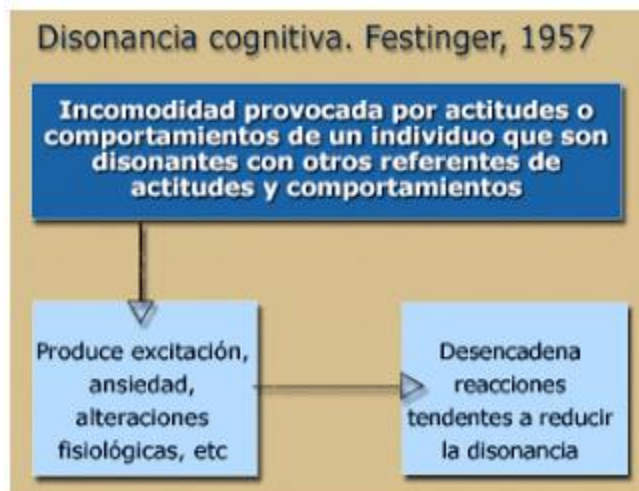 Disonancia cognitiva. Festinger, 1957
Incomodidad provocada por actitudes o
comportamientos de un individuo que son
disonantes con otros referentes de
actitudes y comportamientos
Produce excitación,
ansiedad,
alteraciones
fisiológicas, etc
Desencadena
reacciones
tendentes a reducir
la disonancia